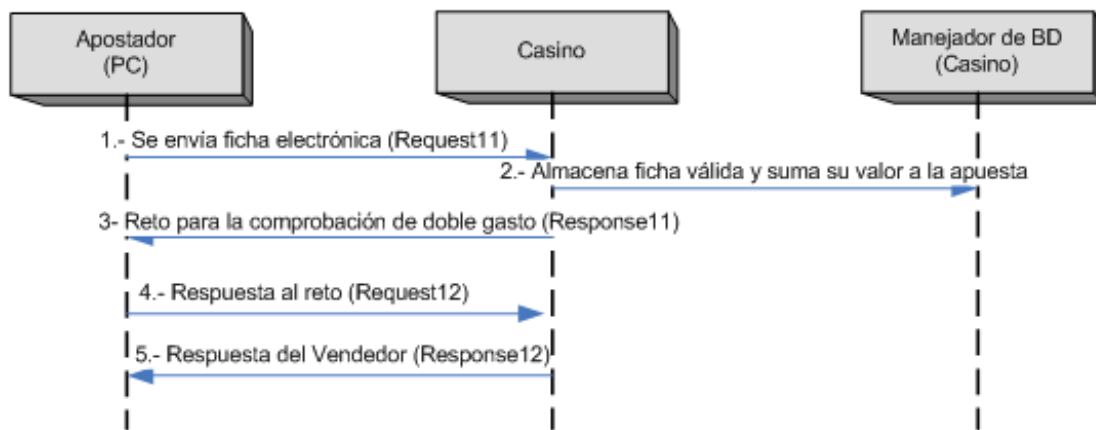 Apostador
(PC)
Casino
Manejador de BD
(Casino)
1.- Se envía ficha electrónica (Request11)
2.- Almacena ficha válida y suma su valor a la apuesta
3- Reto para la comprobación de doble gasto (Response11)
4.- Respuesta al reto (Request12)
5.- Respuesta del Vendedor (Response12)